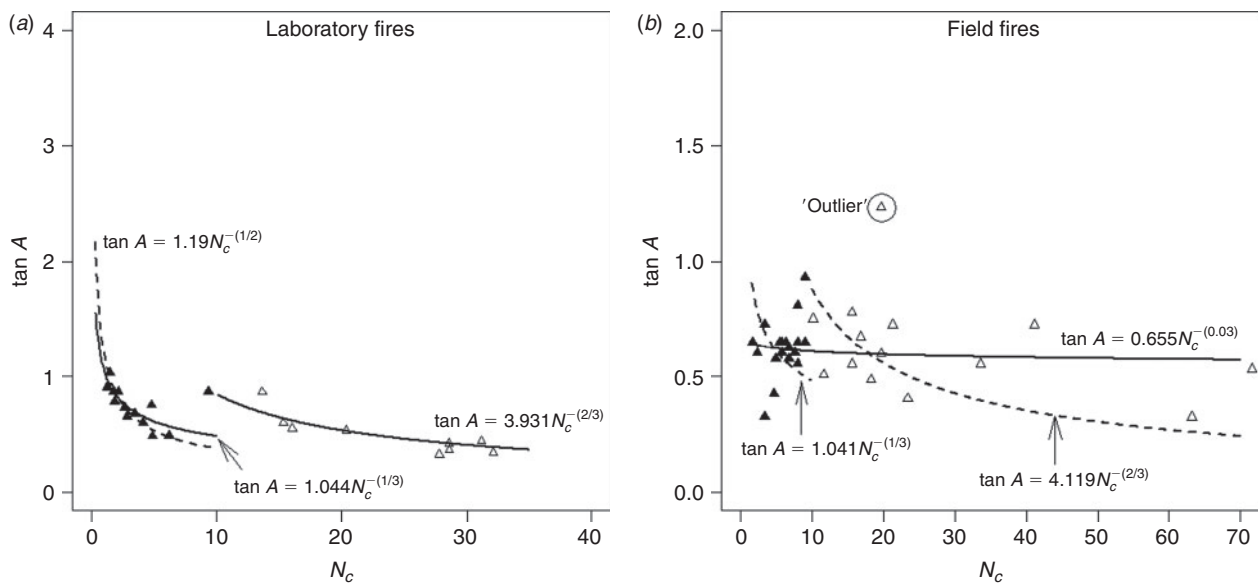 (a)
Laboratory fires
4
3
2
1
0
tan A
tan A = 1.19N_c^{–(1/2)}
tan A = 3.931N_c^{–(2/3)}
tan A = 1.044N_c^{–(1/3)}
0 10 20 30 40
N_c
(b)
Field fires
2.0
1.5
1.0
0.5
0.0
tan A
'Outlier'
tan A = 0.655N_c^{–(0.03)}
tan A = 1.041N_c^{–(1/3)}
tan A = 4.119N_c^{–(2/3)}
0 10 20 30 40 50 60 70
N_c